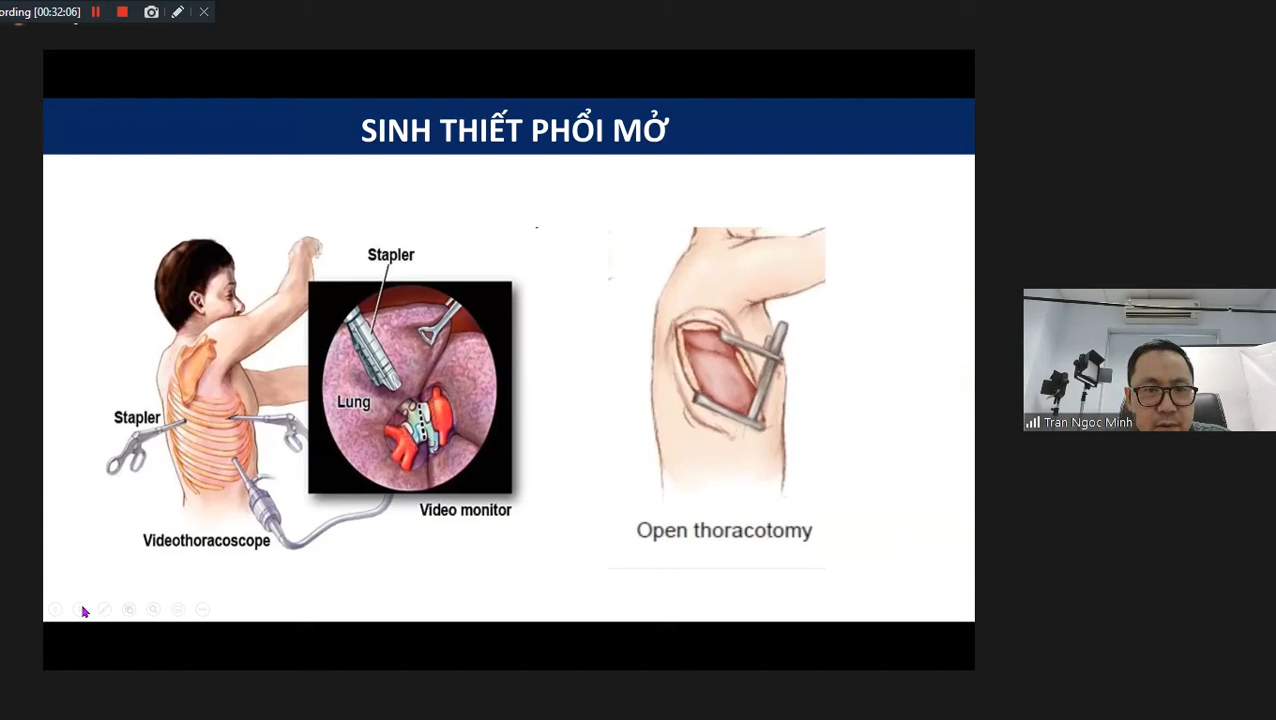 ording [00:32:06]
SINH THIẾT PHỔI MỞ
Stapler
Lung
Stapler
Video monitor
Videothoracoscope
Open thoracotomy
Tran Ngoc Minh